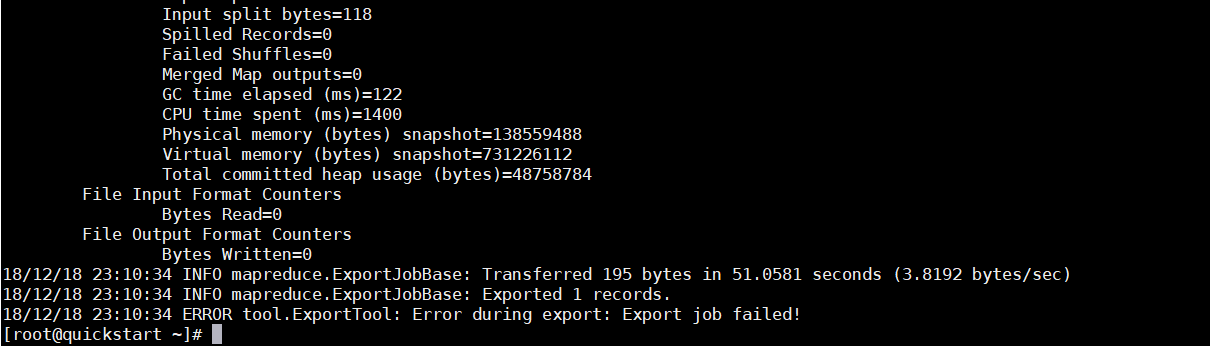 Input split bytes=118
Spilled Records=0
Failed Shuffles=0
Merged Map outputs=0
GC time elapsed (ms)=122
CPU time spent (ms)=1400
Physical memory (bytes) snapshot=138559488
Virtual memory (bytes) snapshot=731226112
Total committed heap usage (bytes)=48758784
File Input Format Counters
Bytes Read=0
File Output Format Counters
Bytes Written=0
18/12/18 23:10:34 INFO mapreduce.ExportJobBase: Transferred 195 bytes in 51.0581 seconds (3.8192 bytes/sec)
18/12/18 23:10:34 INFO mapreduce.ExportJobBase: Exported 1 records.
18/12/18 23:10:34 ERROR tool.ExportTool: Error during export: Export job failed!
[root@quickstart ~]#